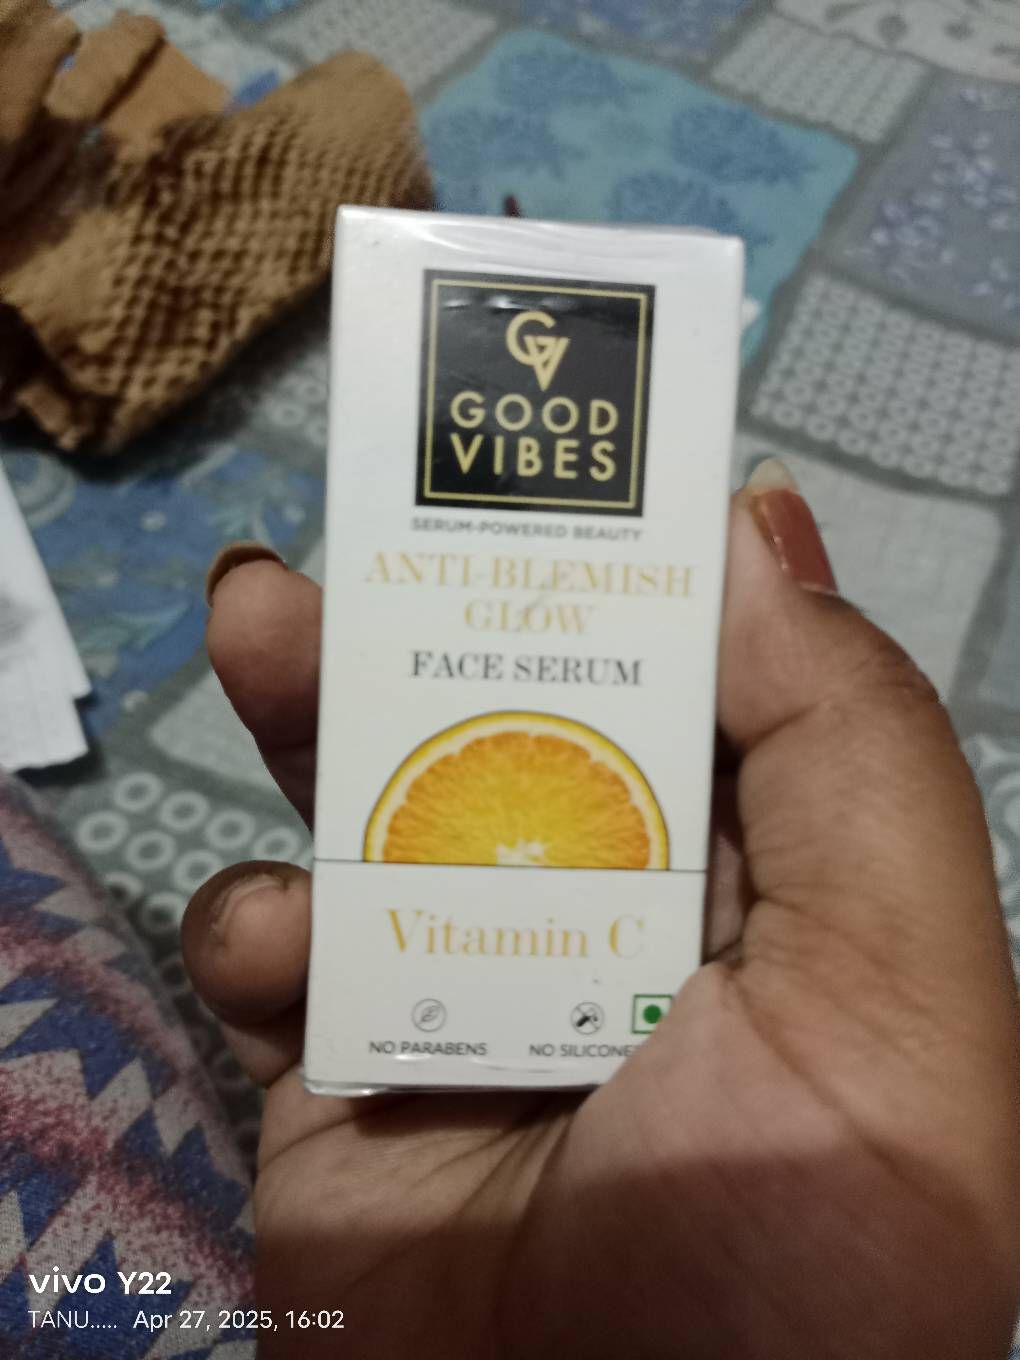 GV
GOOD
VIBES
SERUM-POWERED BEAUTY
ANTI-BLEMISH
GLOW
FACE SERUM
Vitamin C
NO PARABENS NO SILICONE
vivo Y22
TANU..... Apr 27, 2025, 16:02